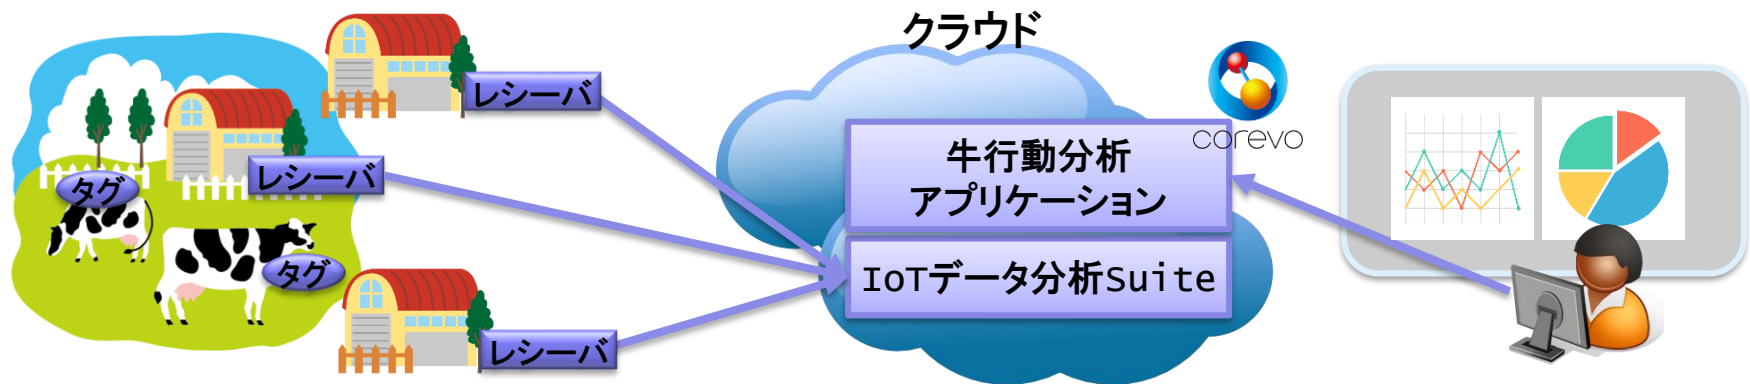 クラウド
レシーバ
corevo
牛行動分析
アプリケーション
タグ
レシーバ
タグ
IoTデータ分析Suite
レシーバ